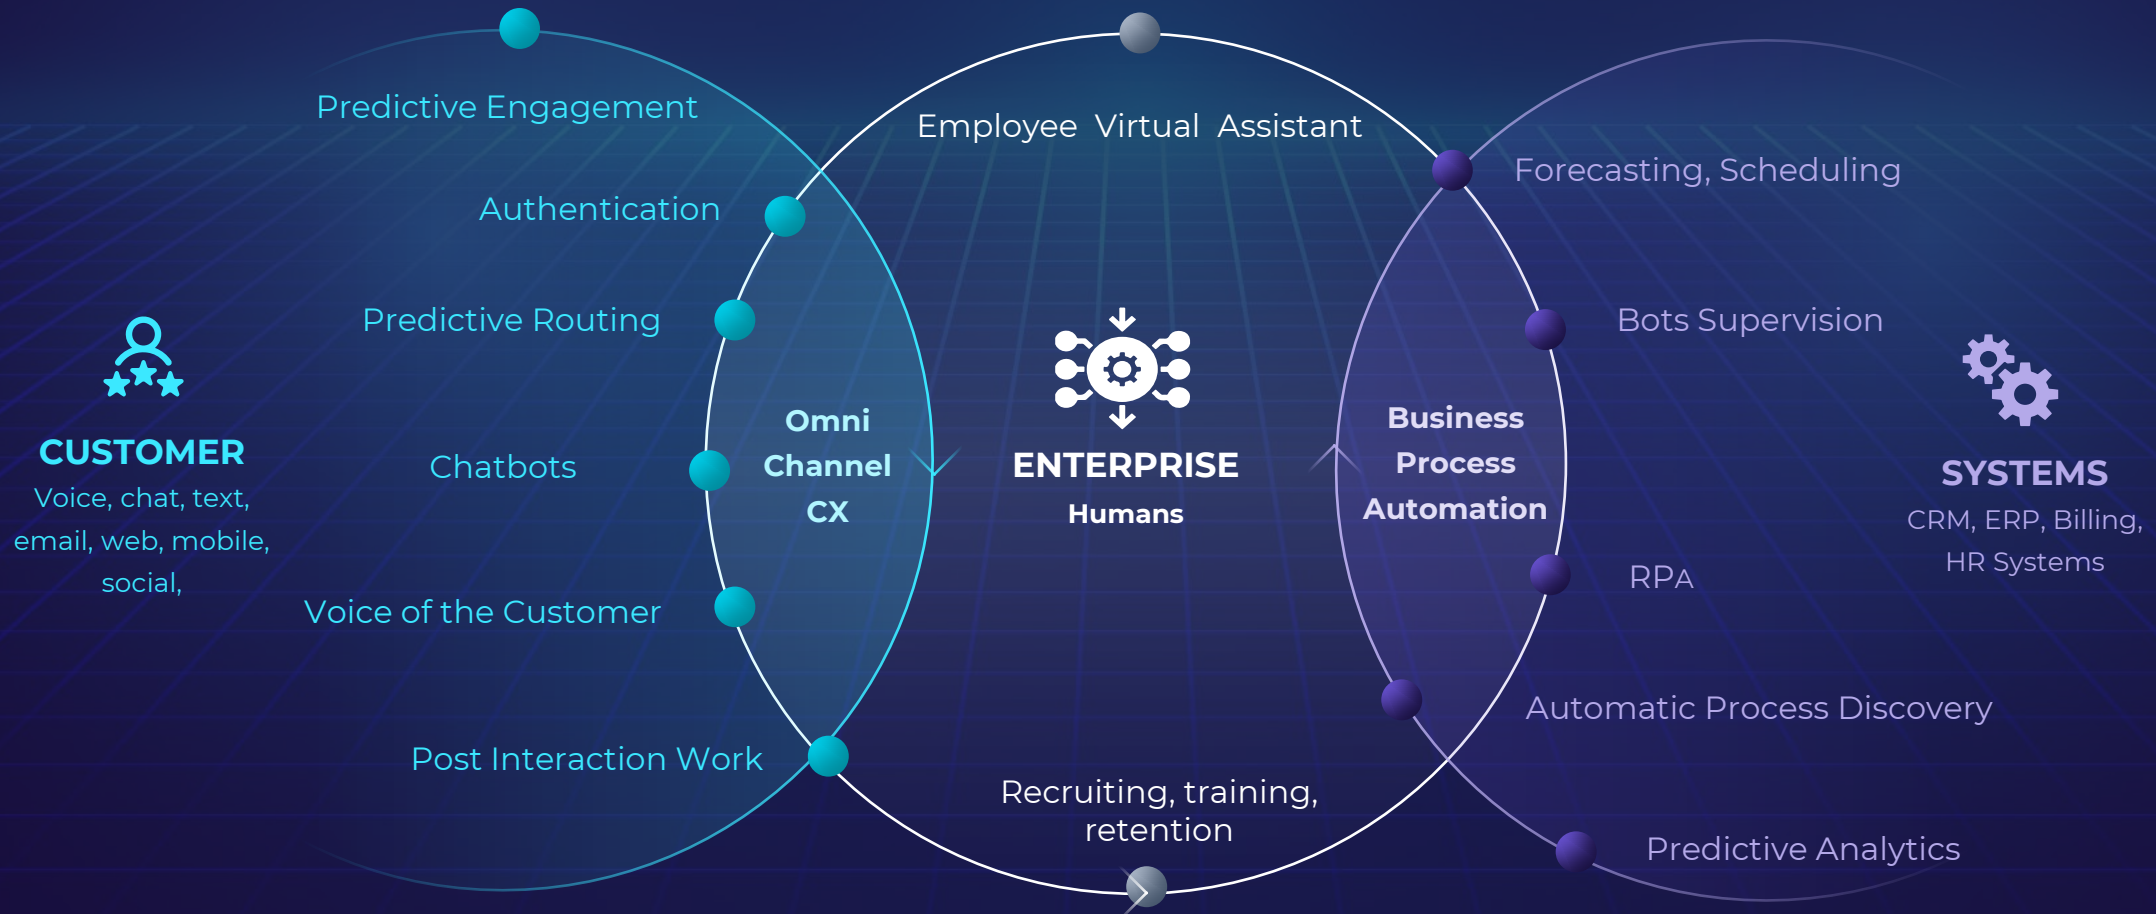 Predictive Engagement
Authentication
Predictive Routing
Chatbots
Voice of the Customer
Post Interaction Work
CUSTOMER
Voice, chat, text,
email, web, mobile,
social,
Omni
Channel
CX
Employee Virtual Assistant
ENTERPRISE
Humans
Recruiting, training,
retention
Business
Process
Automation
Forecasting, Scheduling
Bots Supervision
RPA
Automatic Process Discovery
Predictive Analytics
SYSTEMS
CRM, ERP, Billing,
HR Systems